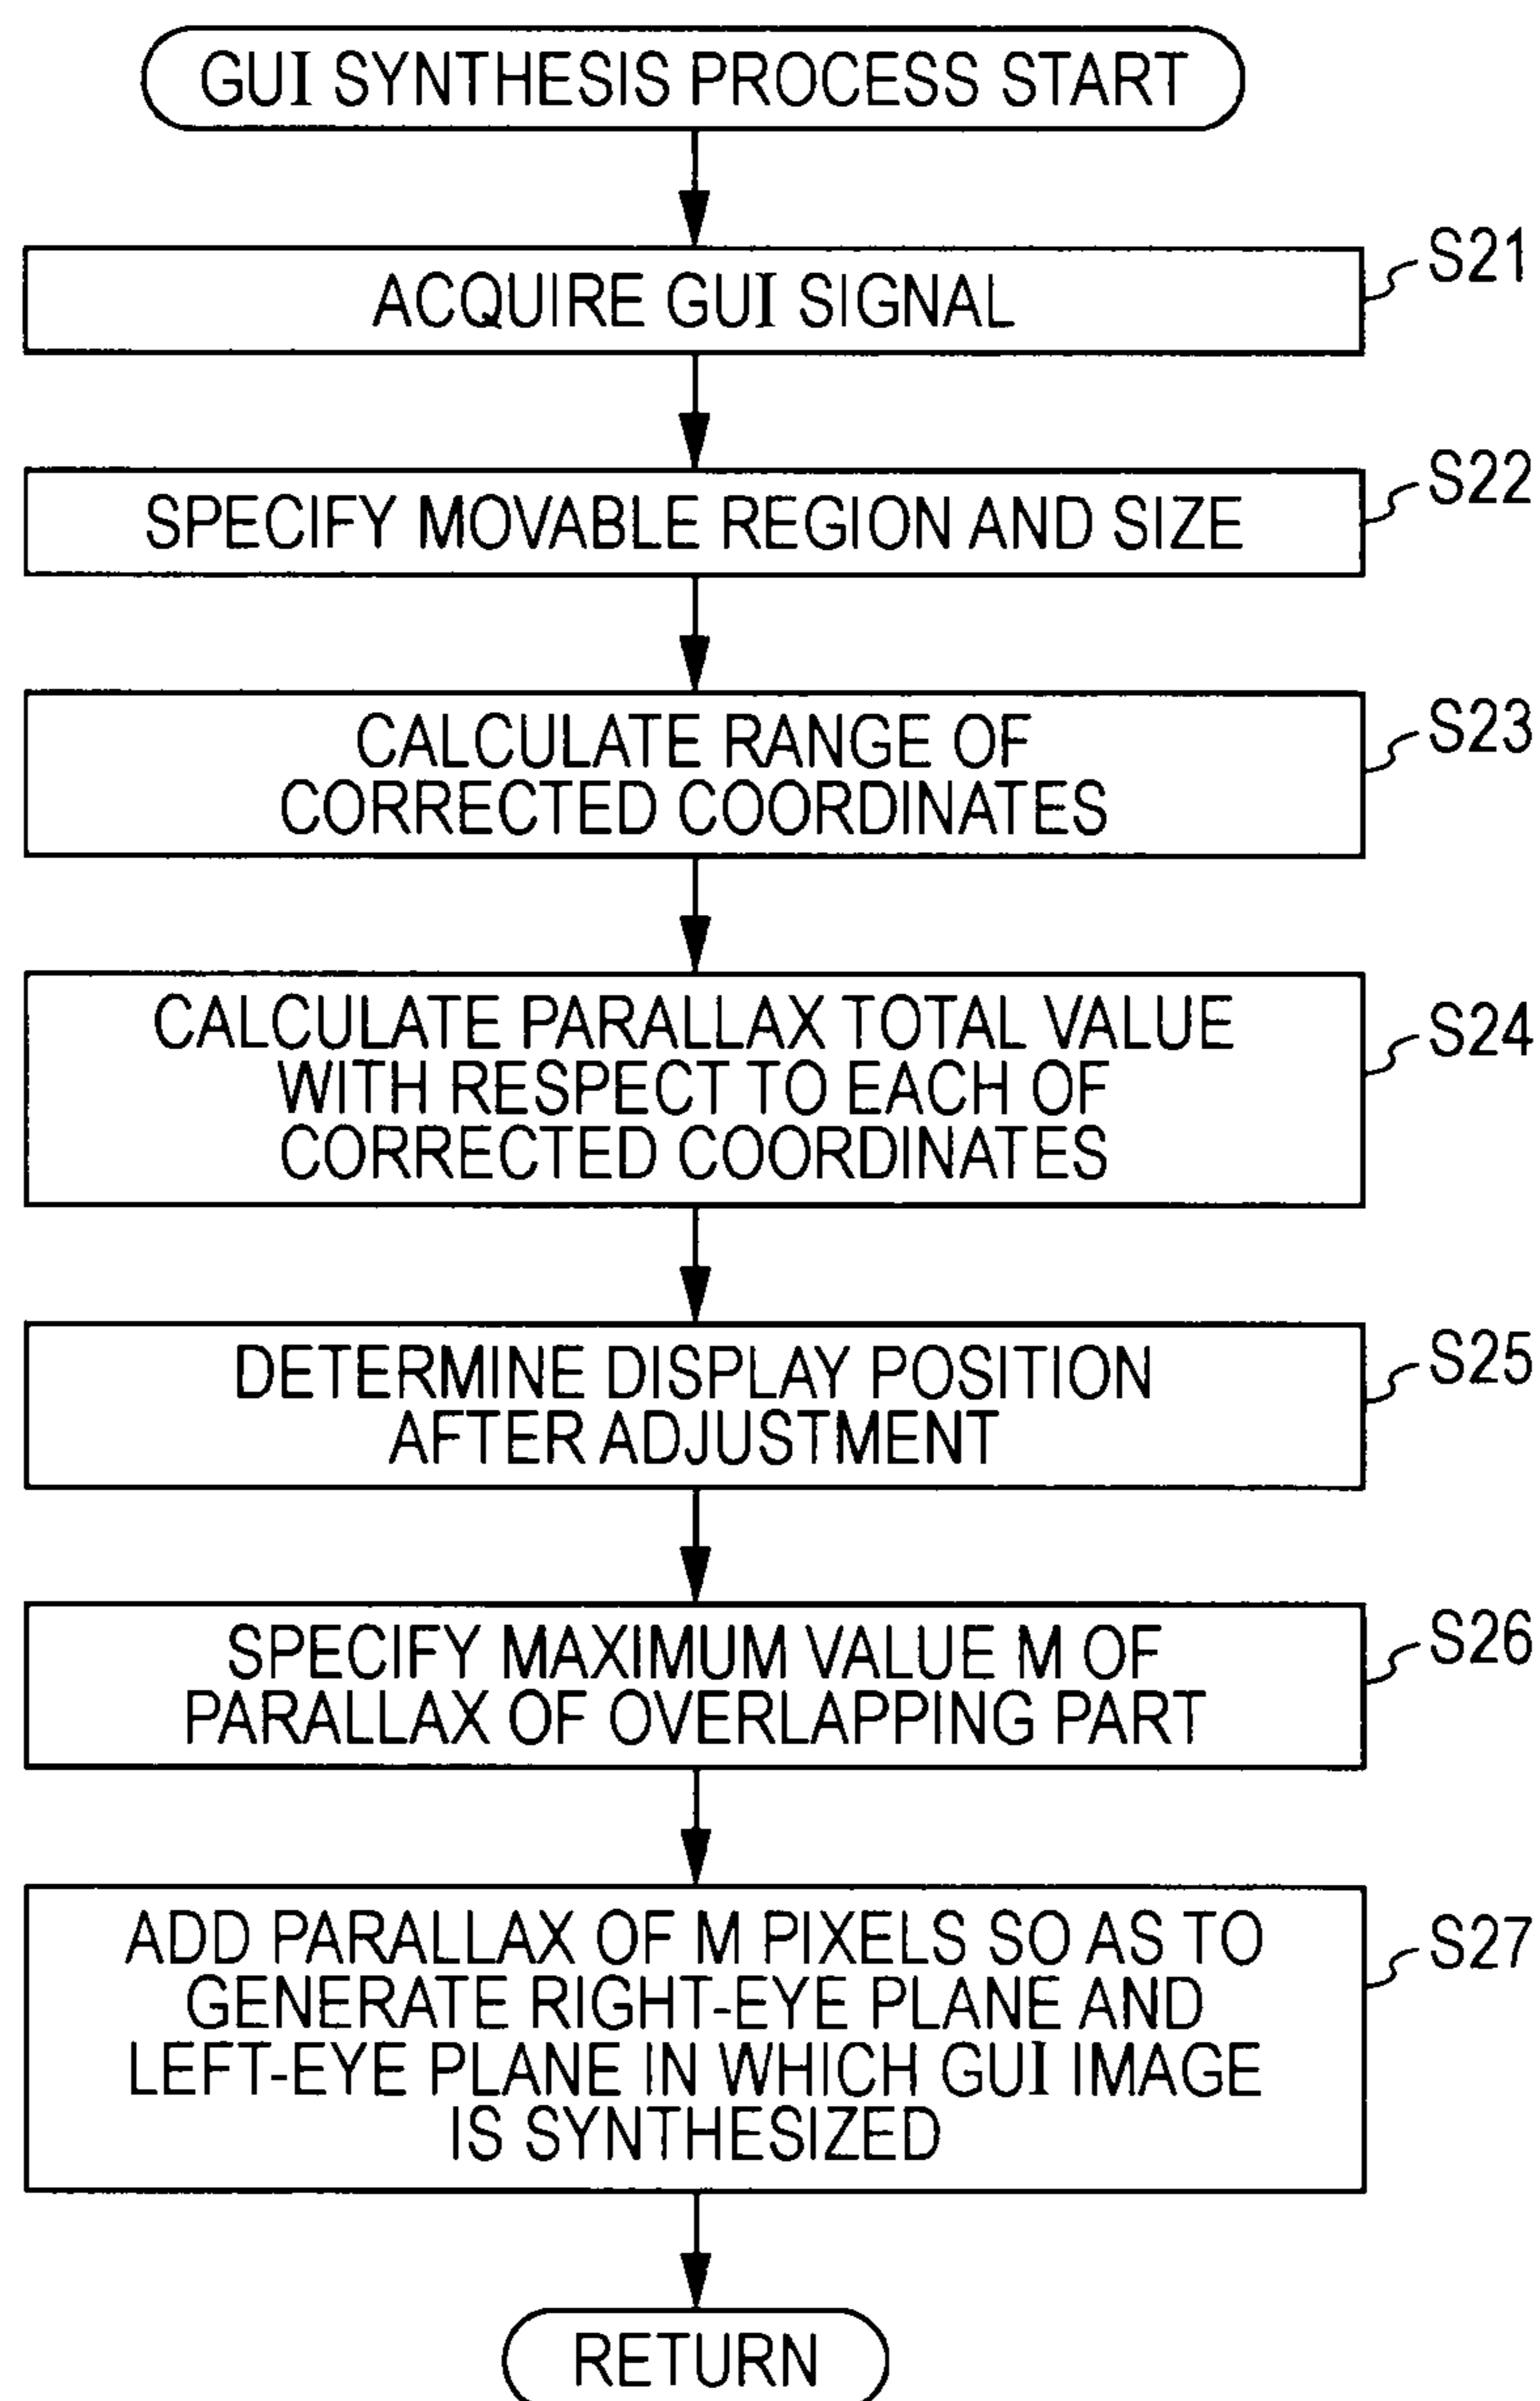 GUI SYNTHESIS PROCESS START
S21
ACQUIRE GUI SIGNAL
S22
SPECIFY MOVABLE REGION AND SIZE
S23
CALCULATE RANGE OF
CORRECTED COORDINATES
S24
CALCULATE PARALLAX TOTAL VALUE
WITH RESPECT TO EACH OF
CORRECTED COORDINATES
S25
DETERMINE DISPLAY POSITION
AFTER ADJUSTMENT
S26
SPECIFY MAXIMUM VALUE M OF
PARALLAX OF OVERLAPPING PART
S27
ADD PARALLAX OF M PIXELS SO AS TO
GENERATE RIGHT-EYE PLANE AND
LEFT-EYE PLANE IN WHICH GUI IMAGE
IS SYNTHESIZED
RETURN